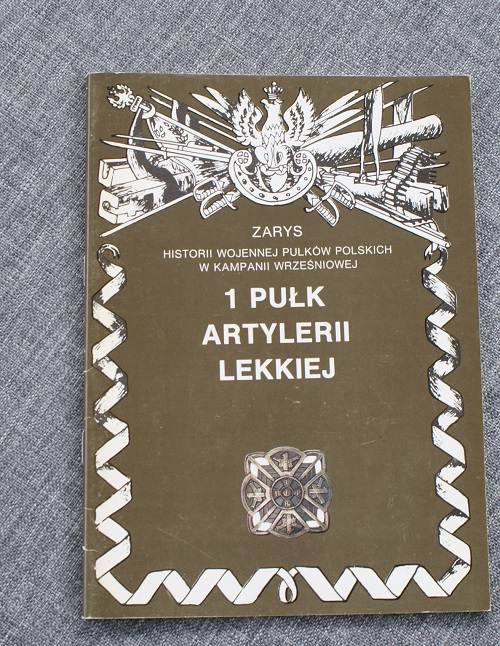 ZARYS
HISTORII WOJENNEJ PUŁKÓW POLSKICH
W KAMPANII WRZEŚNIOWEJ
1 PUŁK
ARTYLERII
LEKKIEJ